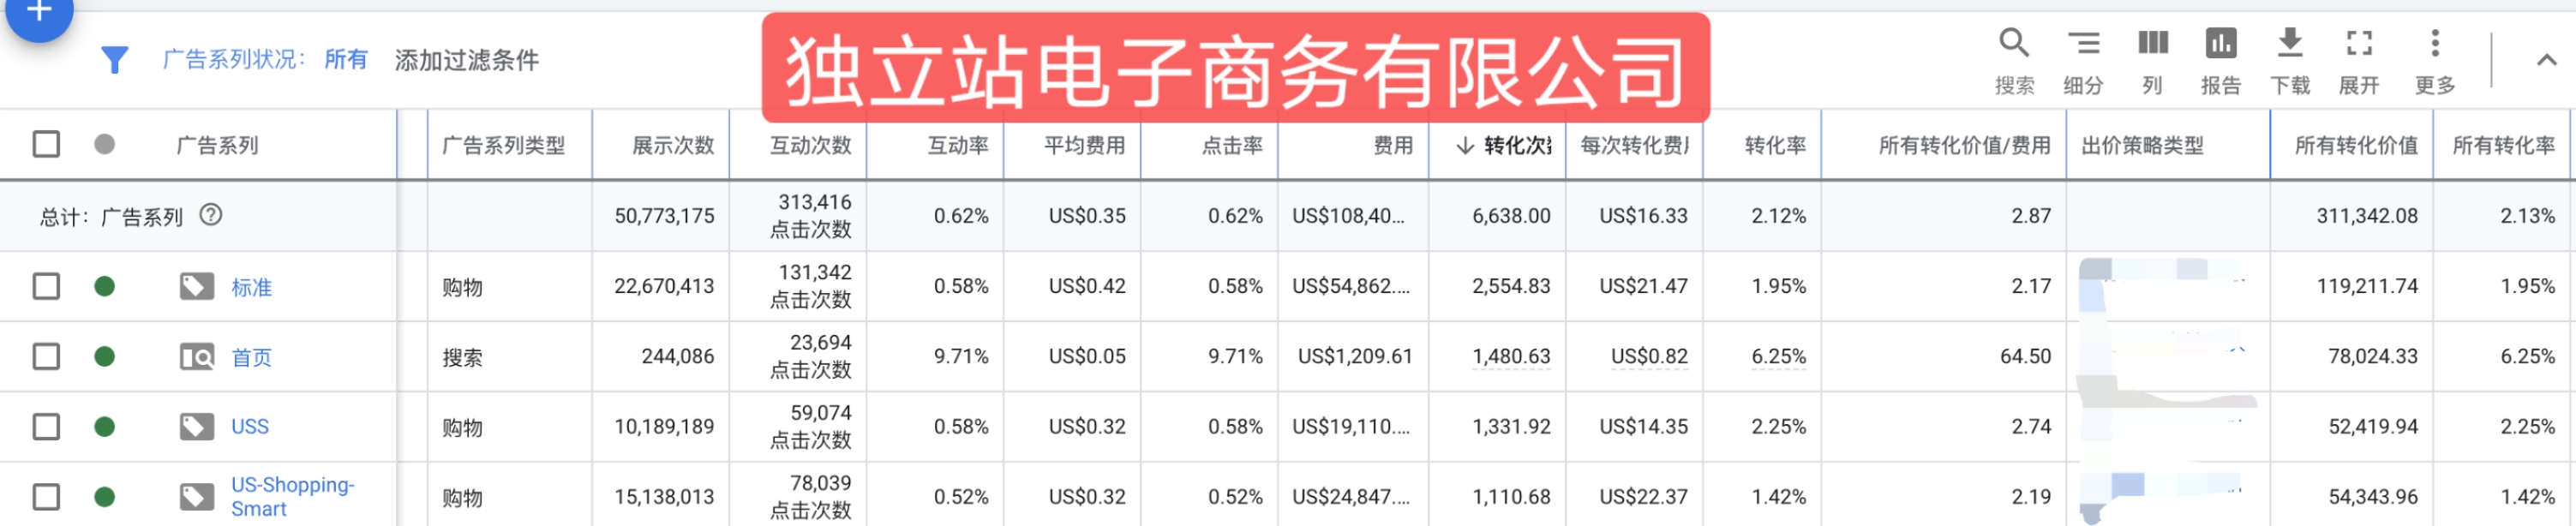 独立站电子商务有限公司
广告系列状况： 所有 添加过滤条件
搜索 细分 列 报告 下载 展开 更多
广告系列 广告系列类型 展示次数 互动次数 互动率 平均费用 点击率 费用 转化次 每次转化费 转化率 所有转化价值/费用 出价策略类型 所有转化价值 所有转化率
总计：广告系列 50,773,175 313,416 点击次数 0.62% US$0.35 0.62% US$108,40... 6,638.00 US$16.33 2.12% 2.87 311,342.08 2.13%
标准 购物 22,670,413 131,342 点击次数 0.58% US$0.42 0.58% US$54,862.... 2,554.83 US$21.47 1.95% 2.17 119,211.74 1.95%
首页 搜索 244,086 23,694 点击次数 9.71% US$0.05 9.71% US$1,209.61 1,480.63 US$0.82 6.25% 64.50 78,024.33 6.25%
USS 购物 10,189,189 59,074 点击次数 0.58% US$0.32 0.58% US$19,110.... 1,331.92 US$14.35 2.25% 2.74 52,419.94 2.25%
US-Shopping-Smart 购物 15,138,013 78,039 点击次数 0.52% US$0.32 0.52% US$24,847.... 1,110.68 US$22.37 1.42% 2.19 54,343.96 1.42%